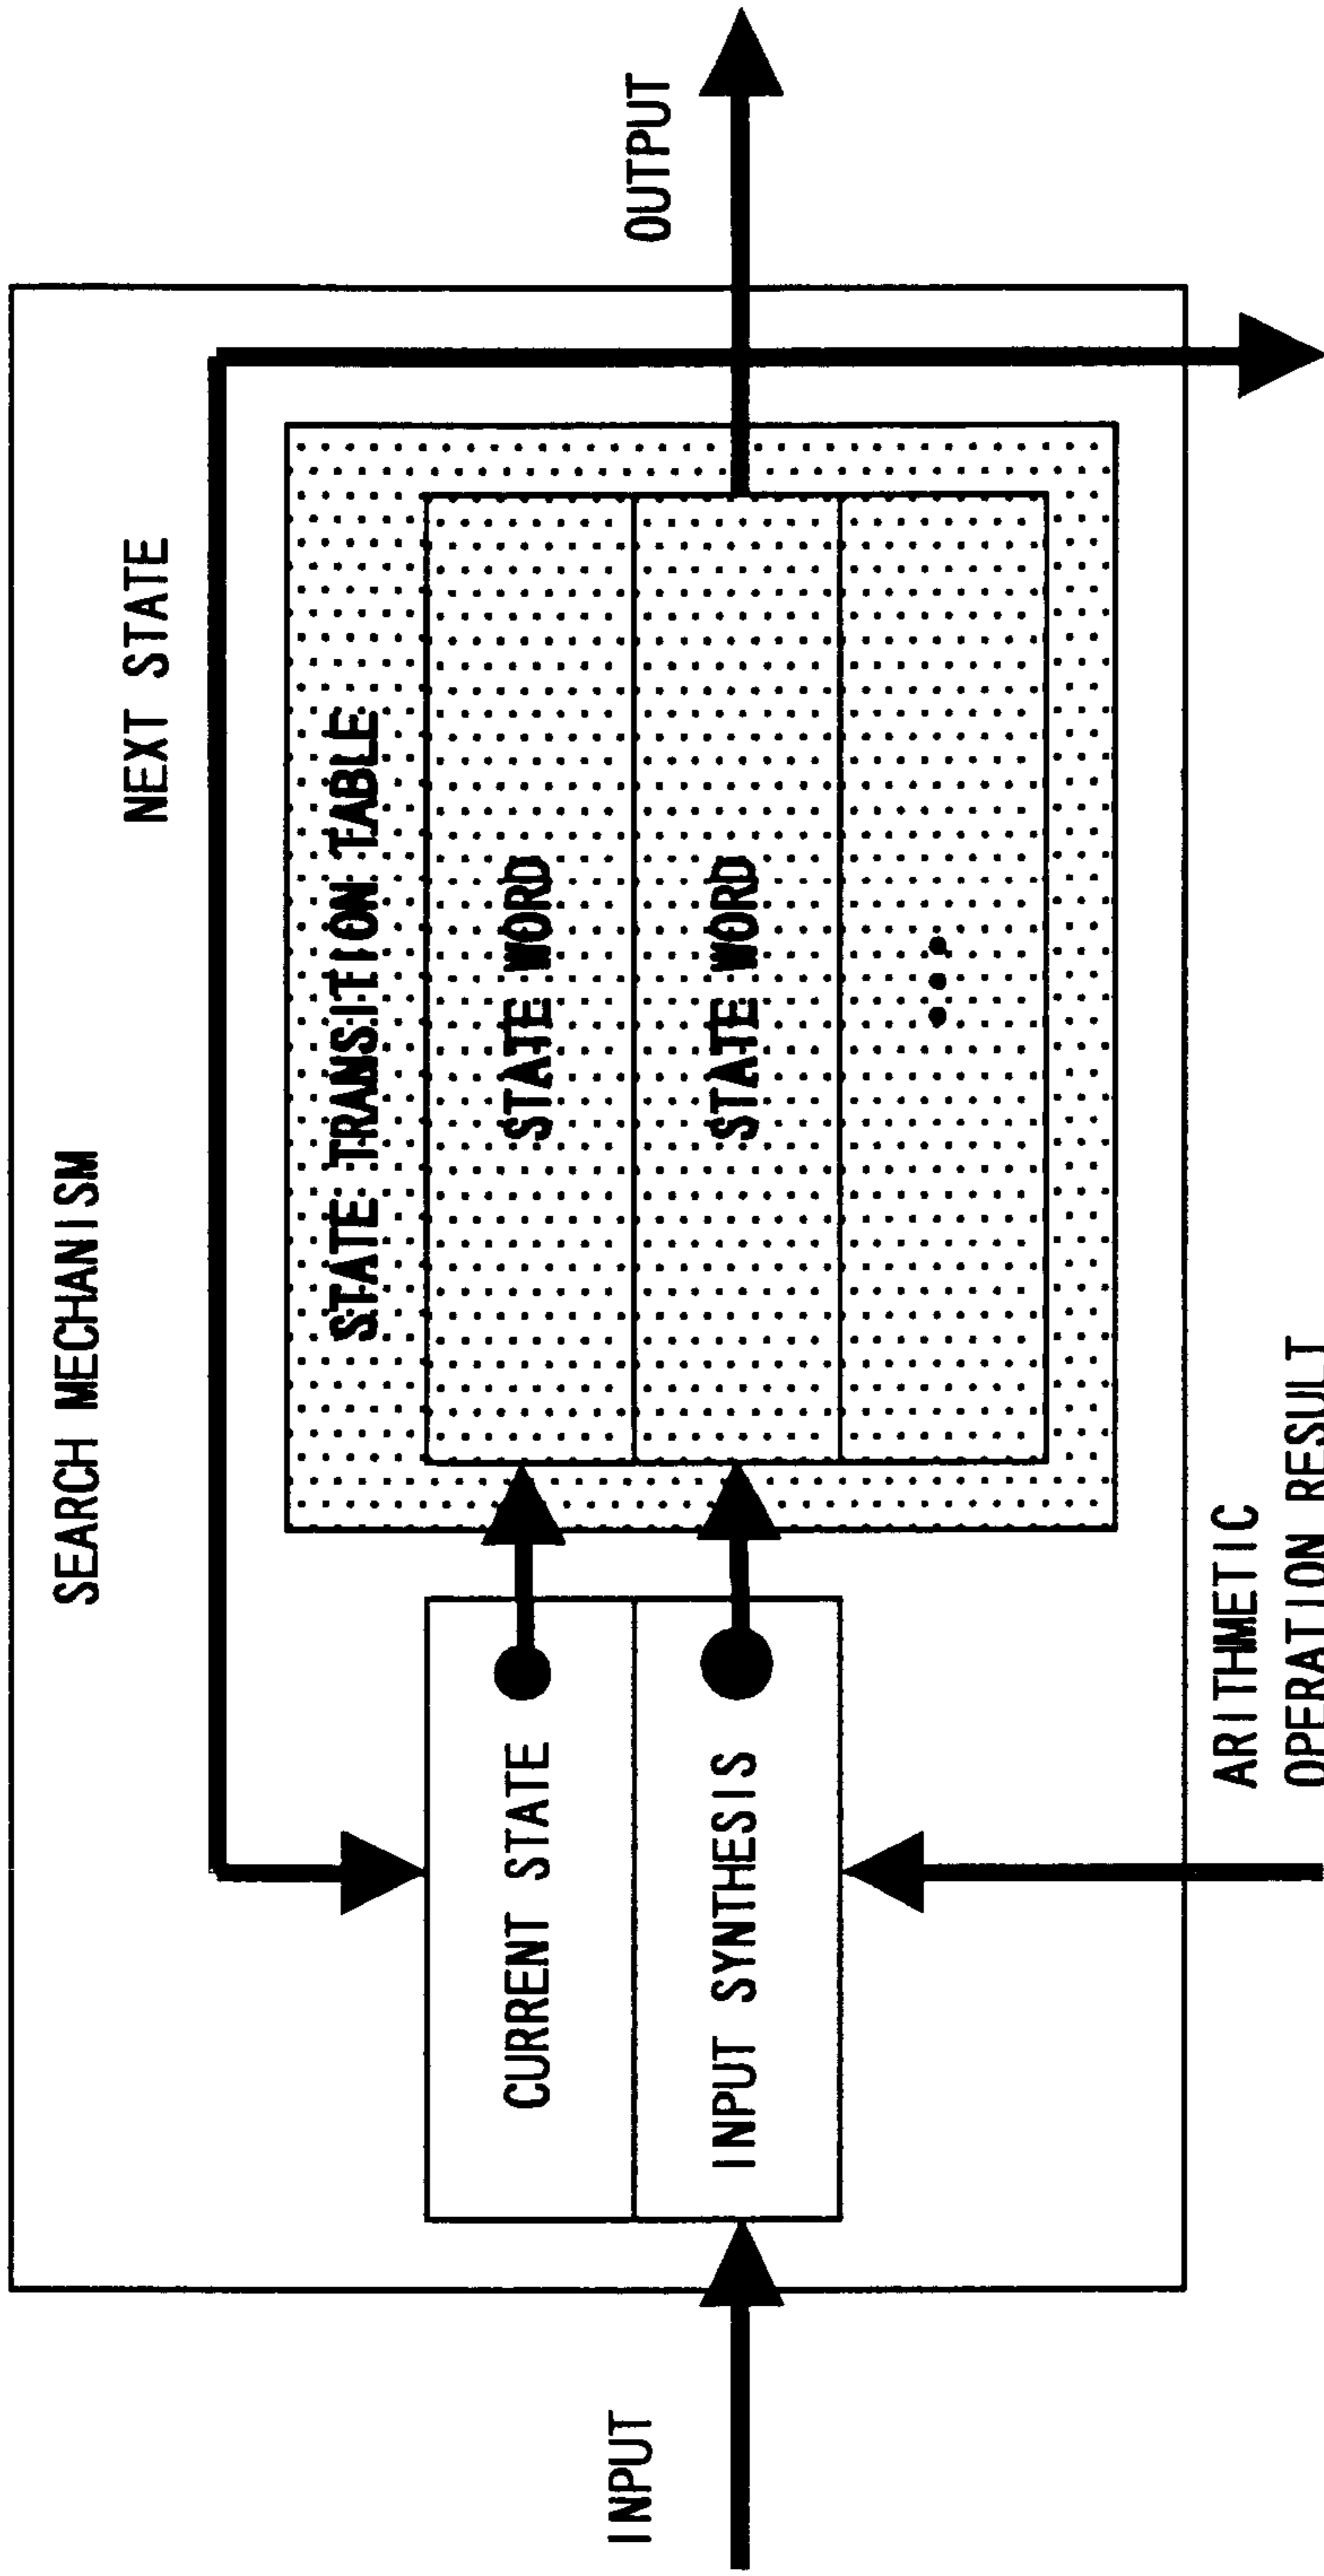 SEARCH MECHANISM
NEXT STATE
STATE TRANSITION TABLE
CURRENT STATE
STATE WORD
INPUT
INPUT SYNTHESIS
STATE WORD
OUTPUT
ARITHMETIC
OPERATION RESULT